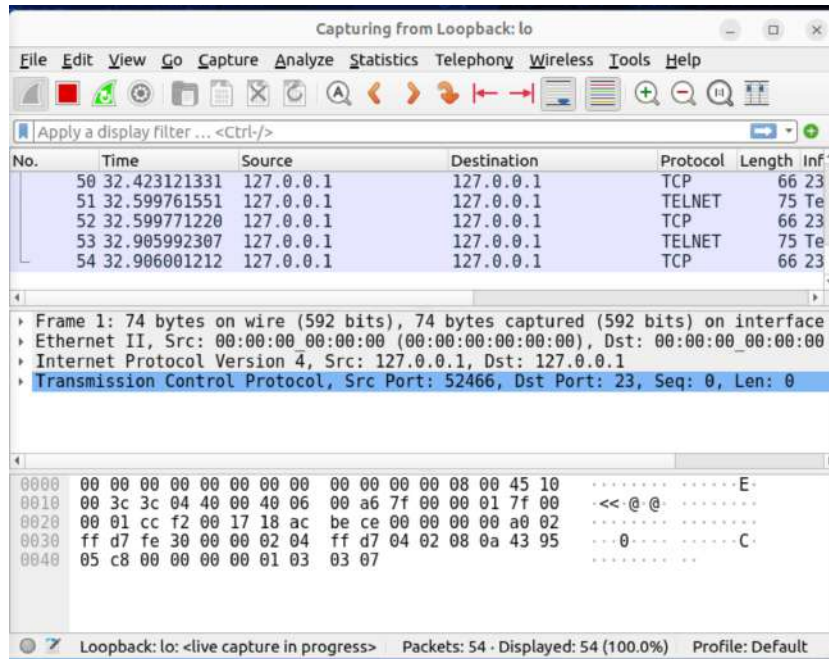 Capturing from Loopback: lo
File Edit View Go Capture Analyze Statistics Telephony Wireless Tools Help
Apply a display filter … <Ctrl-/>
No. Time Source Destination Protocol Length Inf
50 32.423121331 127.0.0.1 127.0.0.1 TCP 66 23
51 32.599761551 127.0.0.1 127.0.0.1 TELNET 75 Te
52 32.599771220 127.0.0.1 127.0.0.1 TCP 66 23
53 32.905992307 127.0.0.1 127.0.0.1 TELNET 75 Te
54 32.906001212 127.0.0.1 127.0.0.1 TCP 66 23
Frame 1: 74 bytes on wire (592 bits), 74 bytes captured (592 bits) on interface
Ethernet II, Src: 00:00:00_00:00:00 (00:00:00:00:00:00), Dst: 00:00:00_00:00:00
Internet Protocol Version 4, Src: 127.0.0.1, Dst: 127.0.0.1
Transmission Control Protocol, Src Port: 52466, Dst Port: 23, Seq: 0, Len: 0
0000 00 00 00 00 00 00 00 00 00 00 00 00 08 00 45 10 ········ ······E·
0010 00 3c 3c 04 40 00 40 06 00 a6 7f 00 00 01 7f 00 ·<<·@·@· ········
0020 00 01 cc f2 00 17 18 ac be ce 00 00 00 00 a0 02 ········ ········
0030 ff d7 fe 30 00 00 02 04 ff d7 04 02 08 0a 43 95 ···0···· ······C·
0040 05 c8 00 00 00 00 01 03 03 07 ········ ··
Loopback: lo: <live capture in progress> Packets: 54 · Displayed: 54 (100.0%) Profile: Default